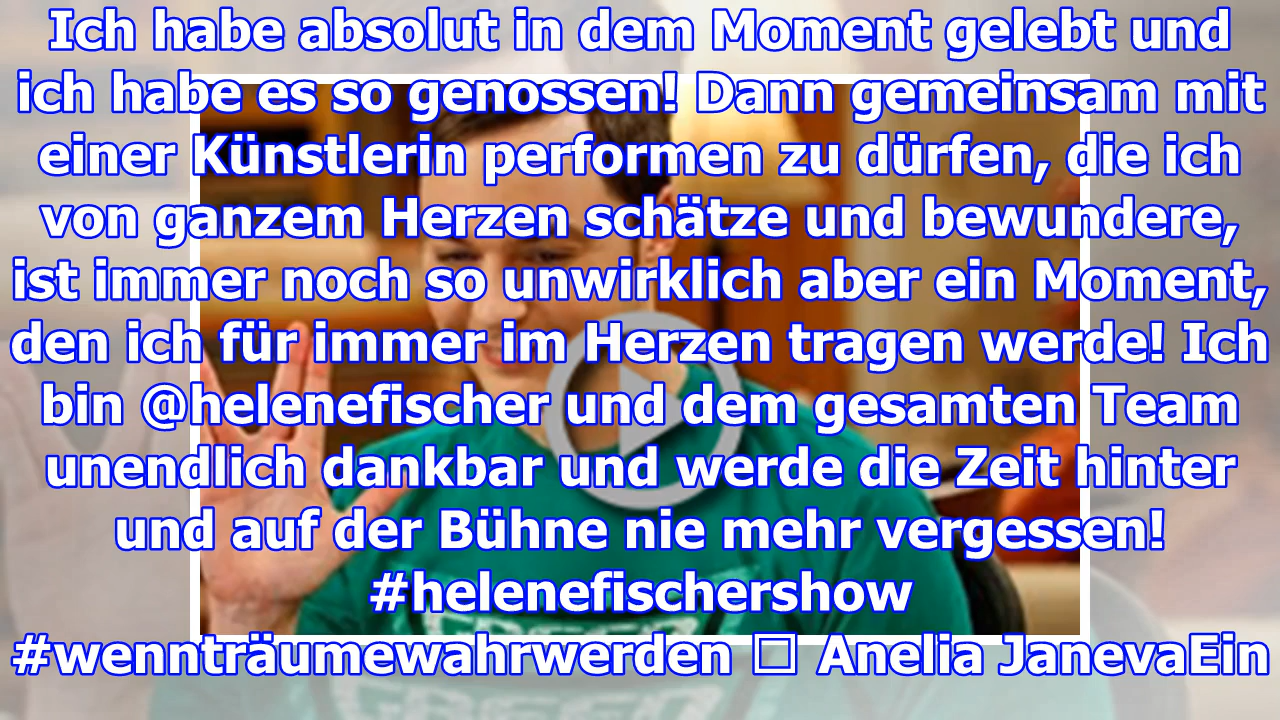 Ich habe absolut in dem Moment gelebt und
ich habe es so genossen! Dann gemeinsam mit
einer Künstlerin performen zu dürfen, die ich
von ganzem Herzen schätze und bewundere,
ist immer noch so unwirklich aber ein Moment,
den ich für immer im Herzen tragen werde! Ich
bin @helenefischer und dem gesamten Team
unendlich dankbar und werde die Zeit hinter
und auf der Bühne nie mehr vergessen!
#helenefischershow
#wennträumewahrwerden □ Anelia JanevaEin
GREEN